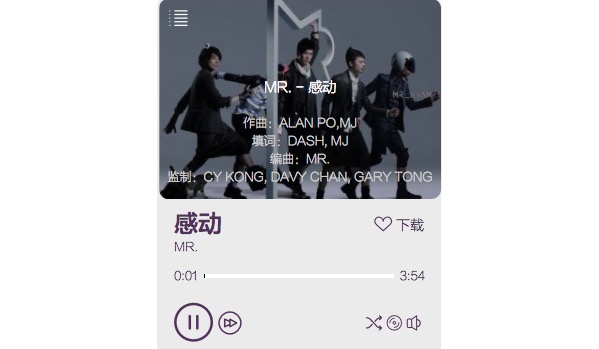 MR. - 感动
作曲：ALAN PO,MJ
填词：DASH, MJ
编曲：MR.
监制：CY KONG, DAVY CHAN, GARY TONG
感动
下载
MR.
0:01
3:54